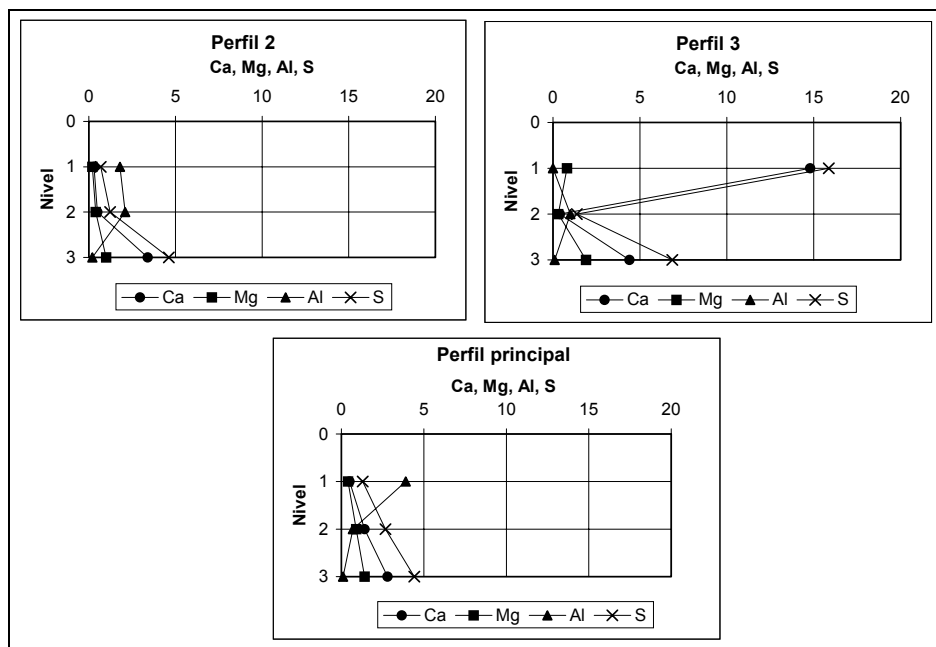 Perfil 2
Ca, Mg, Al, S
0 5 10 15 20
0
1
2
3
Nivel
Ca Mg Al S
Perfil 3
Ca, Mg, Al, S
0 5 10 15 20
0
1
2
3
Nivel
Ca Mg Al S
Perfil principal
Ca, Mg, Al, S
0 5 10 15 20
0
1
2
3
Nivel
Ca Mg Al S